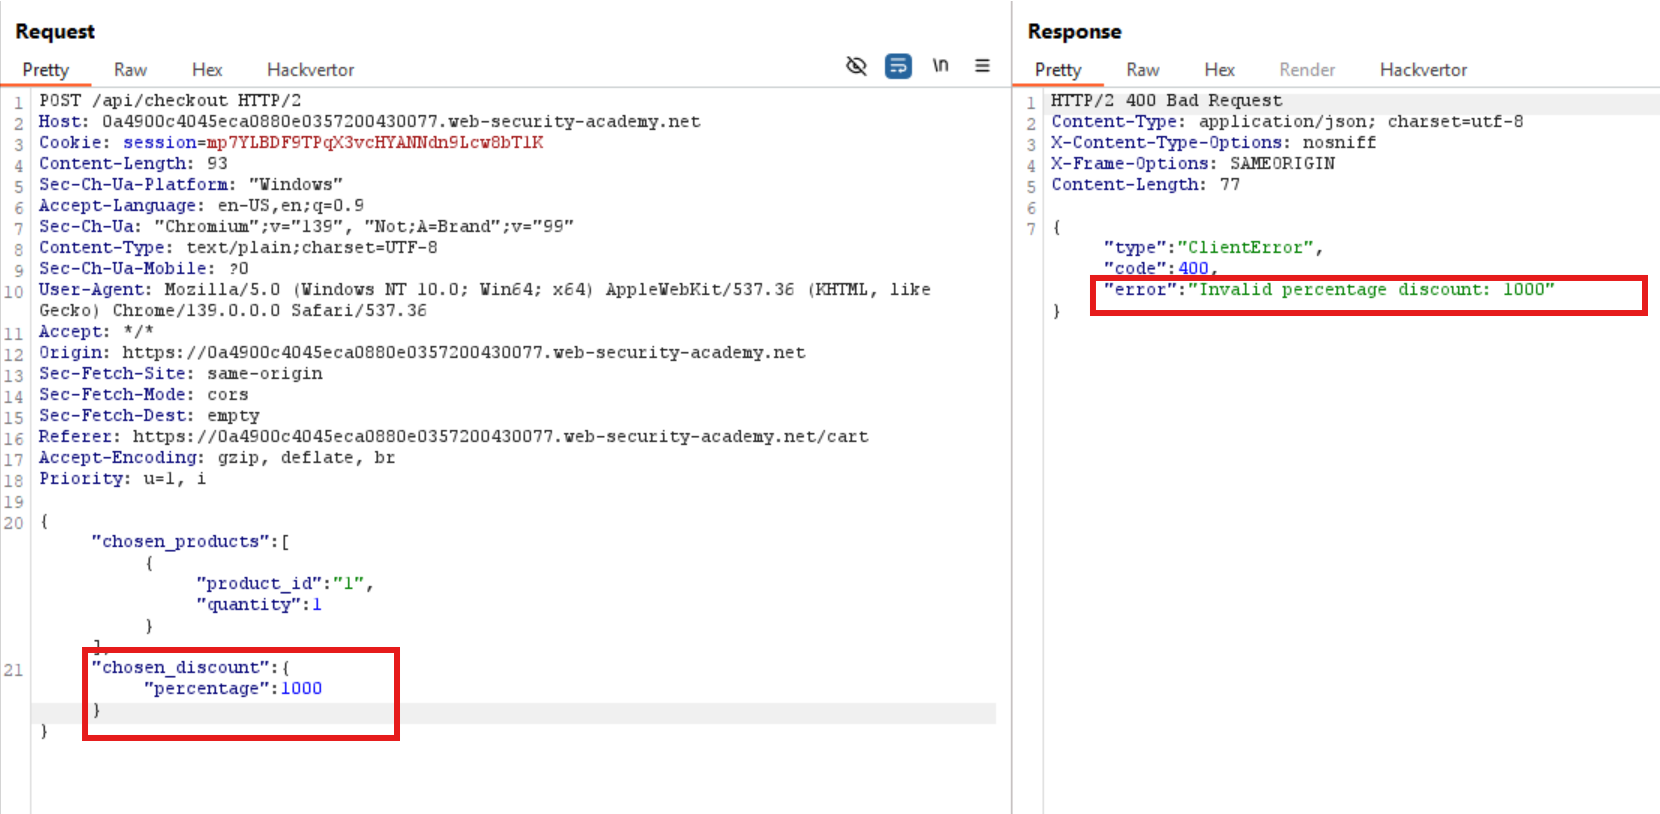 Request
Pretty Raw Hex Hackvertor \n
1 POST /api/checkout HTTP/2
2 Host: 0a4900c4045eca0880e0357200430077.web-security-academy.net
3 Cookie: session=mp7YLBDF9TPqX3vcHYANNdn9Lcw8bT1K
4 Content-Length: 93
5 Sec-Ch-Ua-Platform: "Windows"
6 Accept-Language: en-US,en;q=0.9
7 Sec-Ch-Ua: "Chromium";v="139", "Not;A=Brand";v="99"
8 Content-Type: text/plain;charset=UTF-8
9 Sec-Ch-Ua-Mobile: ?0
10 User-Agent: Mozilla/5.0 (Windows NT 10.0; Win64; x64) AppleWebKit/537.36 (KHTML, like
Gecko) Chrome/139.0.0.0 Safari/537.36
11 Accept: */*
12 Origin: https://0a4900c4045eca0880e0357200430077.web-security-academy.net
13 Sec-Fetch-Site: same-origin
14 Sec-Fetch-Mode: cors
15 Sec-Fetch-Dest: empty
16 Referer: https://0a4900c4045eca0880e0357200430077.web-security-academy.net/cart
17 Accept-Encoding: gzip, deflate, br
18 Priority: u=1, i
19
20 {
"chosen_products":[
{
"product_id":"1",
"quantity":1
}
],
21 "chosen_discount":{
"percentage":1000
}
}
Response
Pretty Raw Hex Render Hackvertor
1 HTTP/2 400 Bad Request
2 Content-Type: application/json; charset=utf-8
3 X-Content-Type-Options: nosniff
4 X-Frame-Options: SAMEORIGIN
5 Content-Length: 77
6
7 {
"type":"ClientError",
"code":400,
"error":"Invalid percentage discount: 1000"
}